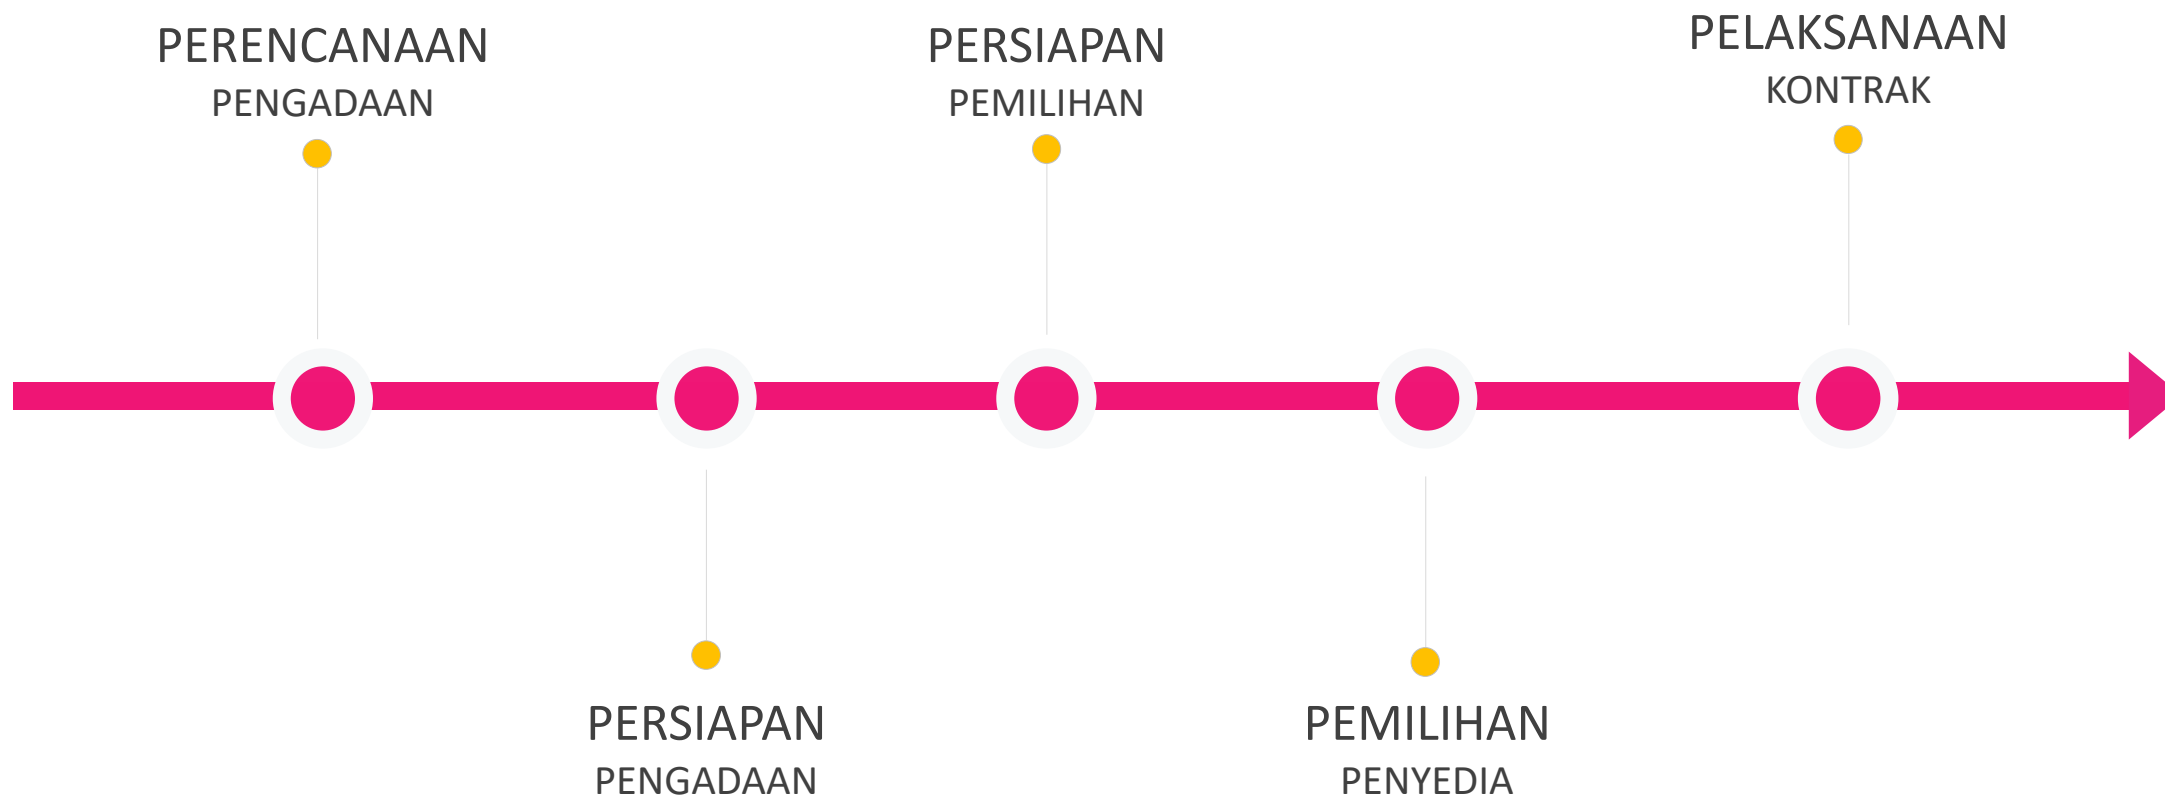 PERENCANAAN
PENGADAAN
PERSIAPAN
PENGADAAN
PERSIAPAN
PEMILIHAN
PEMILIHAN
PENYEDIA
PELAKSANAAN
KONTRAK